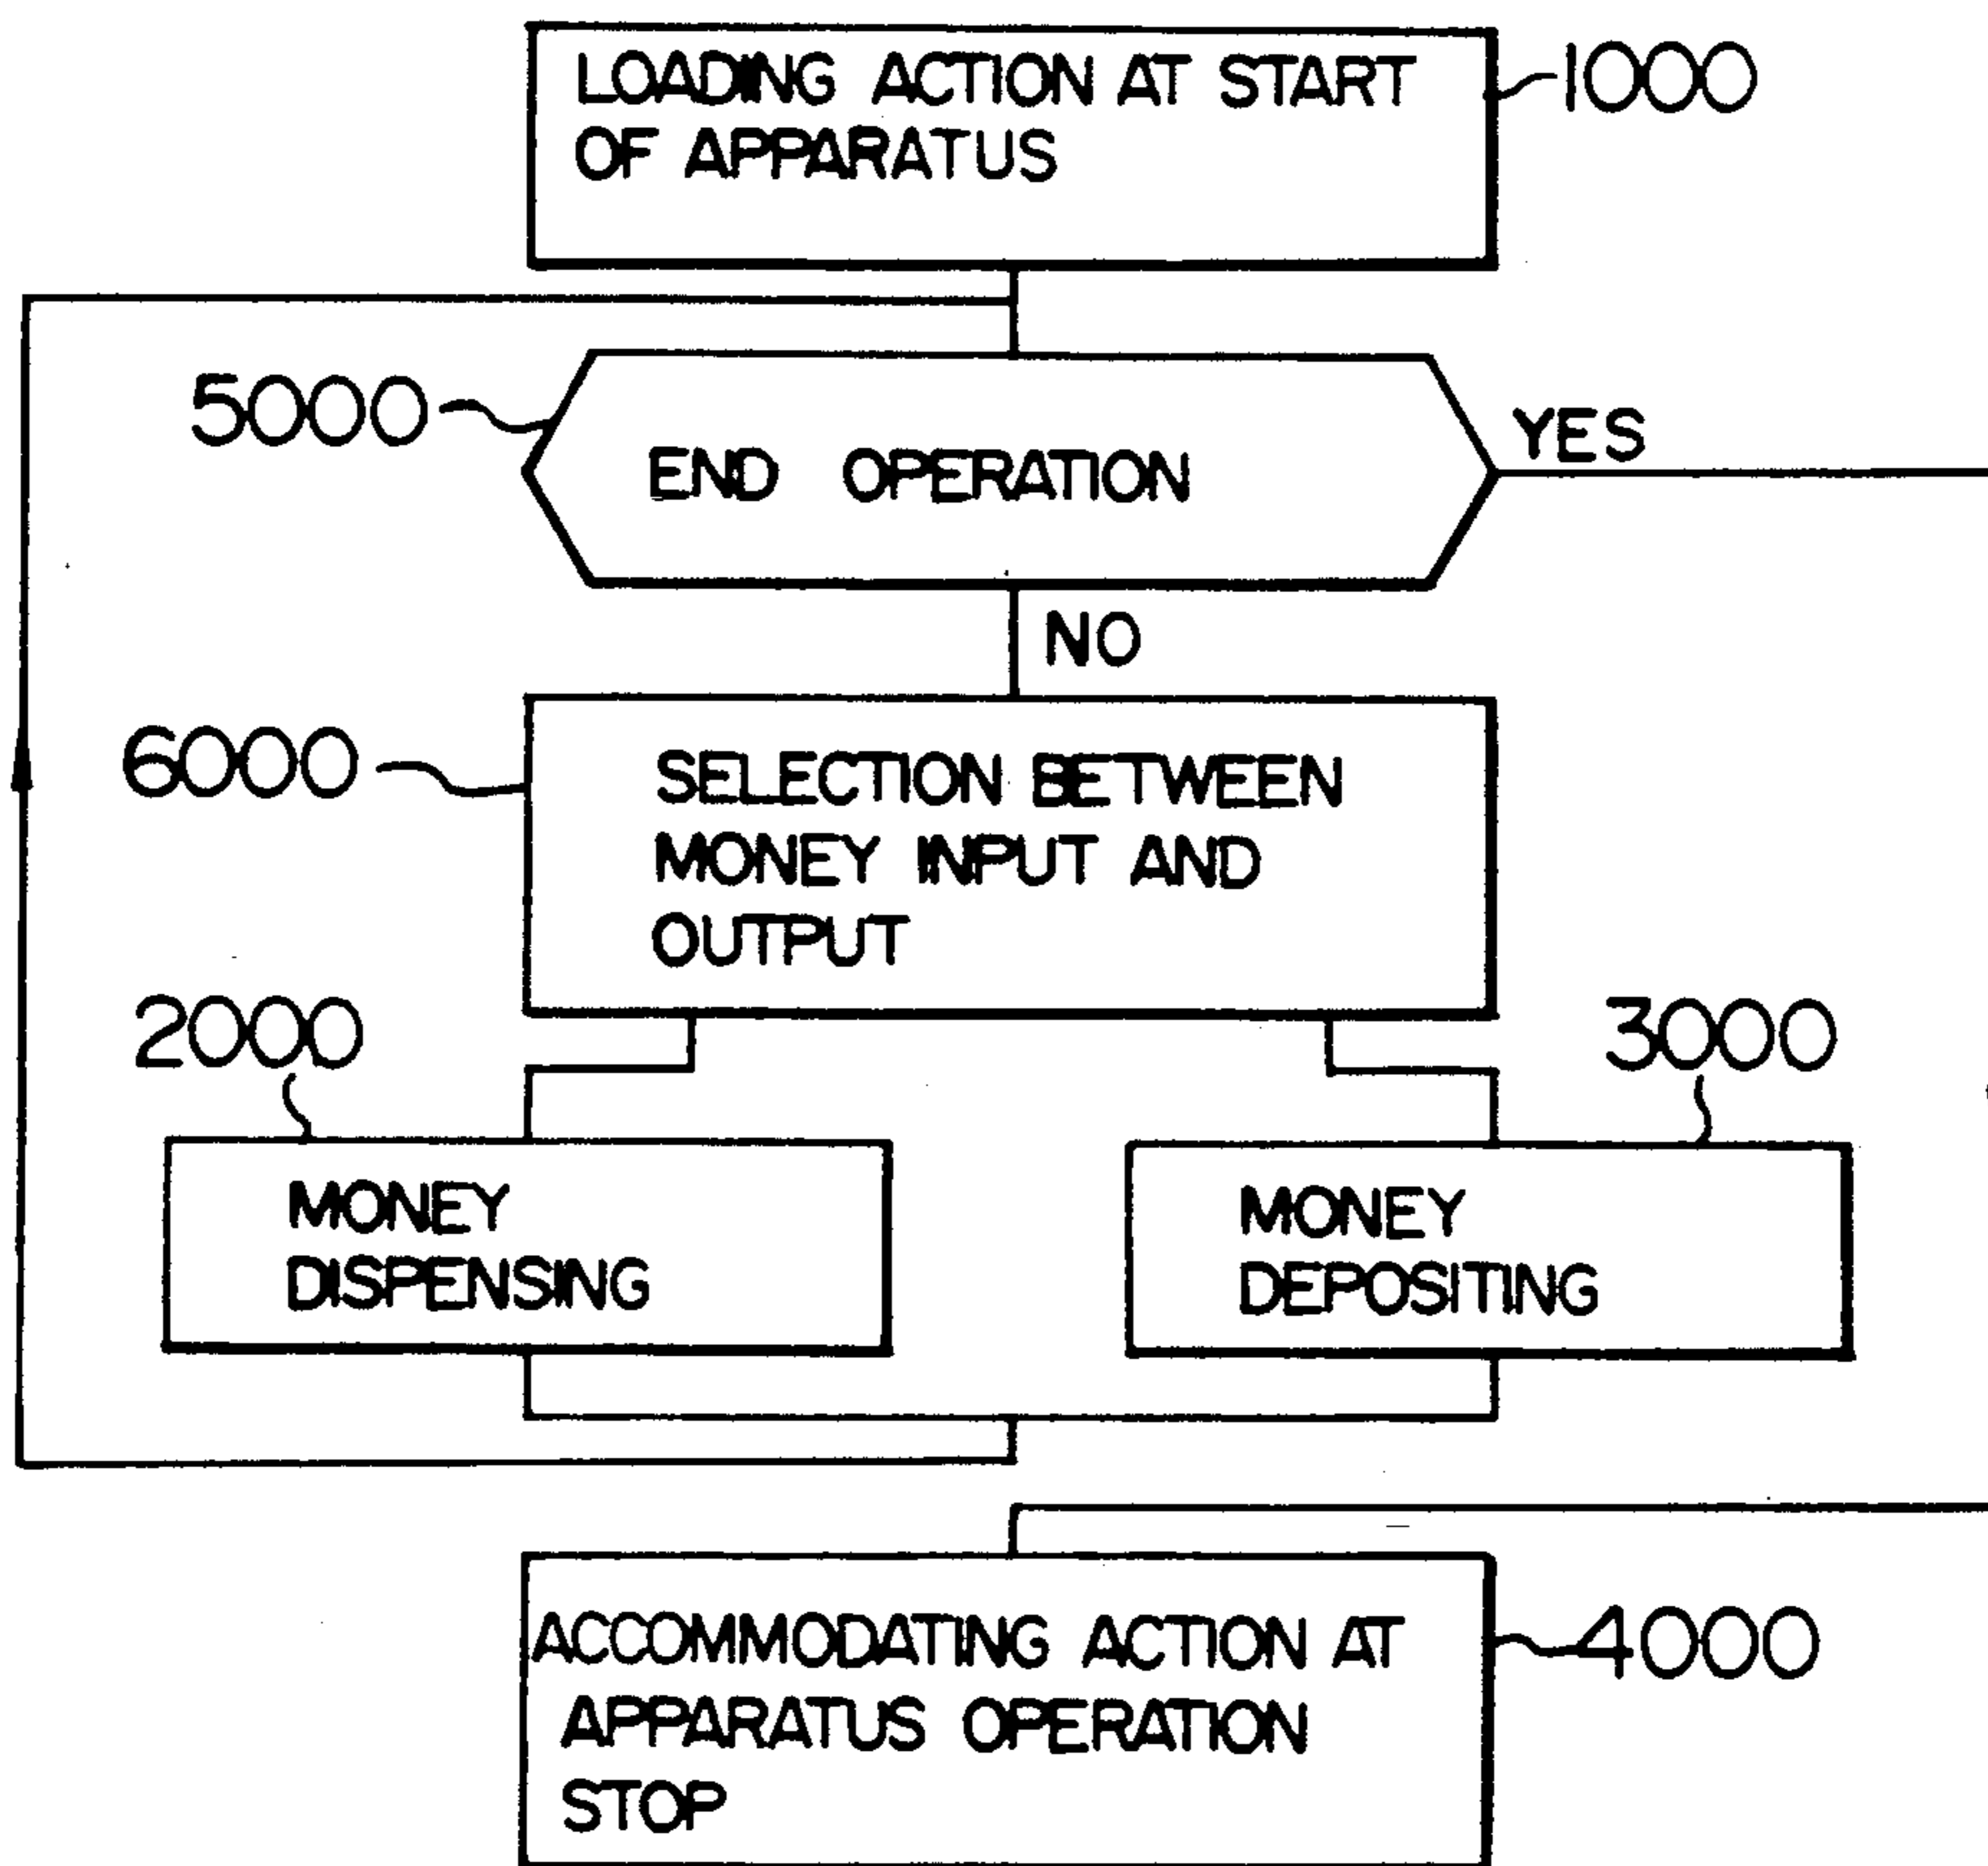 LOADING ACTION AT START
OF APPARATUS
1000
5000
END OPERATION
YES
NO
6000
SELECTION BETWEEN
MONEY INPUT AND
OUTPUT
2000
3000
MONEY
DISPENSING
MONEY
DEPOSITING
ACCOMMODATING ACTION AT
APPARATUS OPERATION
STOP
4000